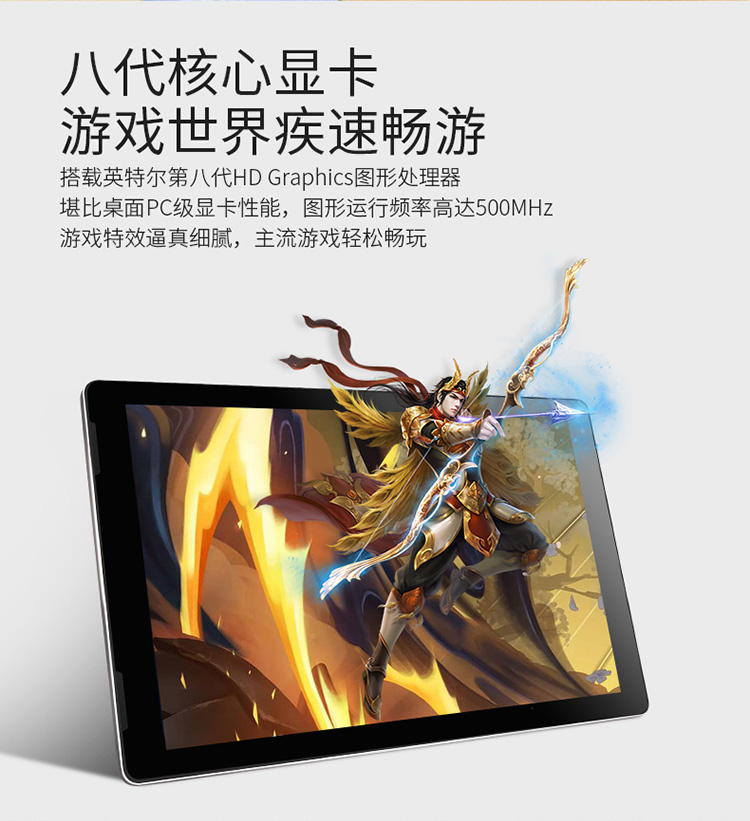 八代核心显卡
游戏世界疾速畅游
搭载英特尔第八代HD Graphics图形处理器
堪比桌面PC级显卡性能，图形运行频率高达500MHz
游戏特效逼真细腻，主流游戏轻松畅玩